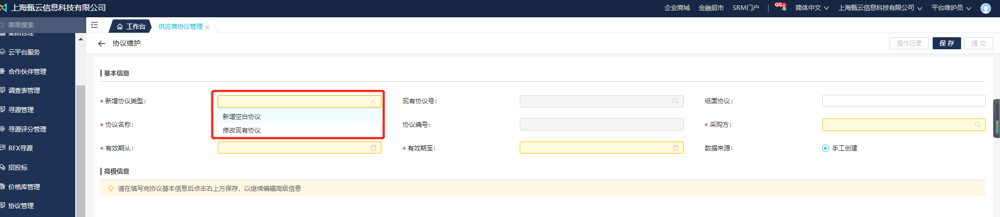 上海甄云信息科技有限公司
企业商城 金融超市 SRM门户 99+ 简体中文 上海甄云信息科技有限公司 平台维护员
菜单搜索
工作台 供应商协议管理
协议维护
操作记录 保存 提交
云平台服务
合作伙伴管理
调查表管理
寻源管理
寻源评分管理
RFX寻源
招投标
价格库管理
协议管理
基本信息
* 新增协议类型: 现有协议号: 纸面协议:
新增空白协议
修改现有协议
* 协议名称: 协议编号: * 采购方:
* 有效期从: * 有效期至: 数据来源: 手工创建
高级信息
请在填写完协议基本信息后点击右上方保存，以继续编辑高级信息